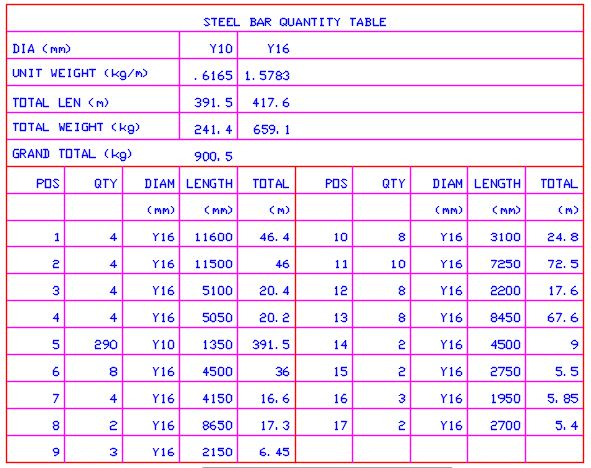 STEEL BAR QUANTITY TABLE
DIA (mm) Y10 Y16
UNIT WEIGHT (kg/m) .6165 1.5783
TOTAL LEN (m) 391.5 417.6
TOTAL WEIGHT (kg) 241.4 659.1
GRAND TOTAL (kg) 900.5
POS QTY DIAM LENGTH TOTAL POS QTY DIAM LENGTH TOTAL
(mm) (mm) (m) (mm) (mm) (m)
1 4 Y16 11600 46.4 10 8 Y16 3100 24.8
2 4 Y16 11500 46 11 10 Y16 7250 72.5
3 4 Y16 5100 20.4 12 8 Y16 2200 17.6
4 4 Y16 5050 20.2 13 8 Y16 8450 67.6
5 290 Y10 1350 391.5 14 2 Y16 4500 9
6 8 Y16 4500 36 15 2 Y16 2750 5.5
7 4 Y16 4150 16.6 16 3 Y16 1950 5.85
8 2 Y16 8650 17.3 17 2 Y16 2700 5.4
9 3 Y16 2150 6.45